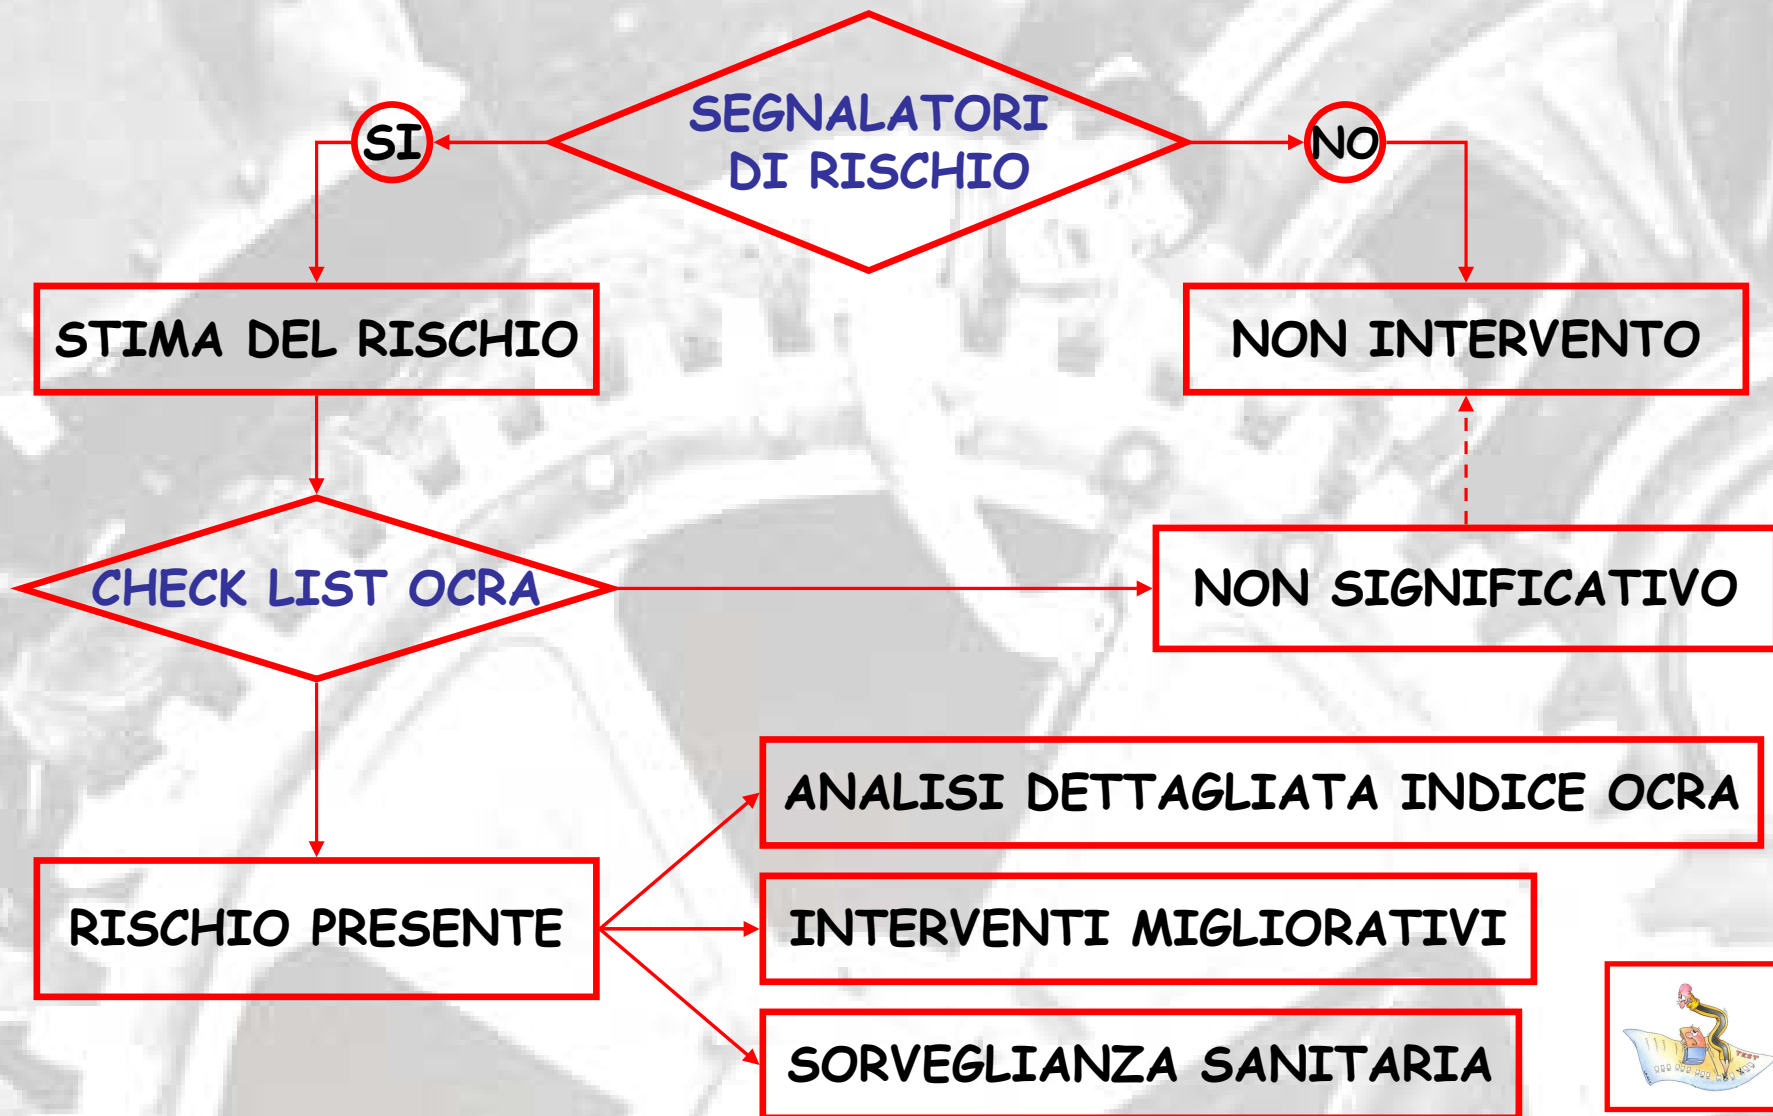 SEGNALATORI
DI RISCHIO
SI
NO
STIMA DEL RISCHIO
NON INTERVENTO
CHECK LIST OCRA
NON SIGNIFICATIVO
ANALISI DETTAGLIATA INDICE OCRA
RISCHIO PRESENTE
INTERVENTI MIGLIORATIVI
SORVEGLIANZA SANITARIA
TEST